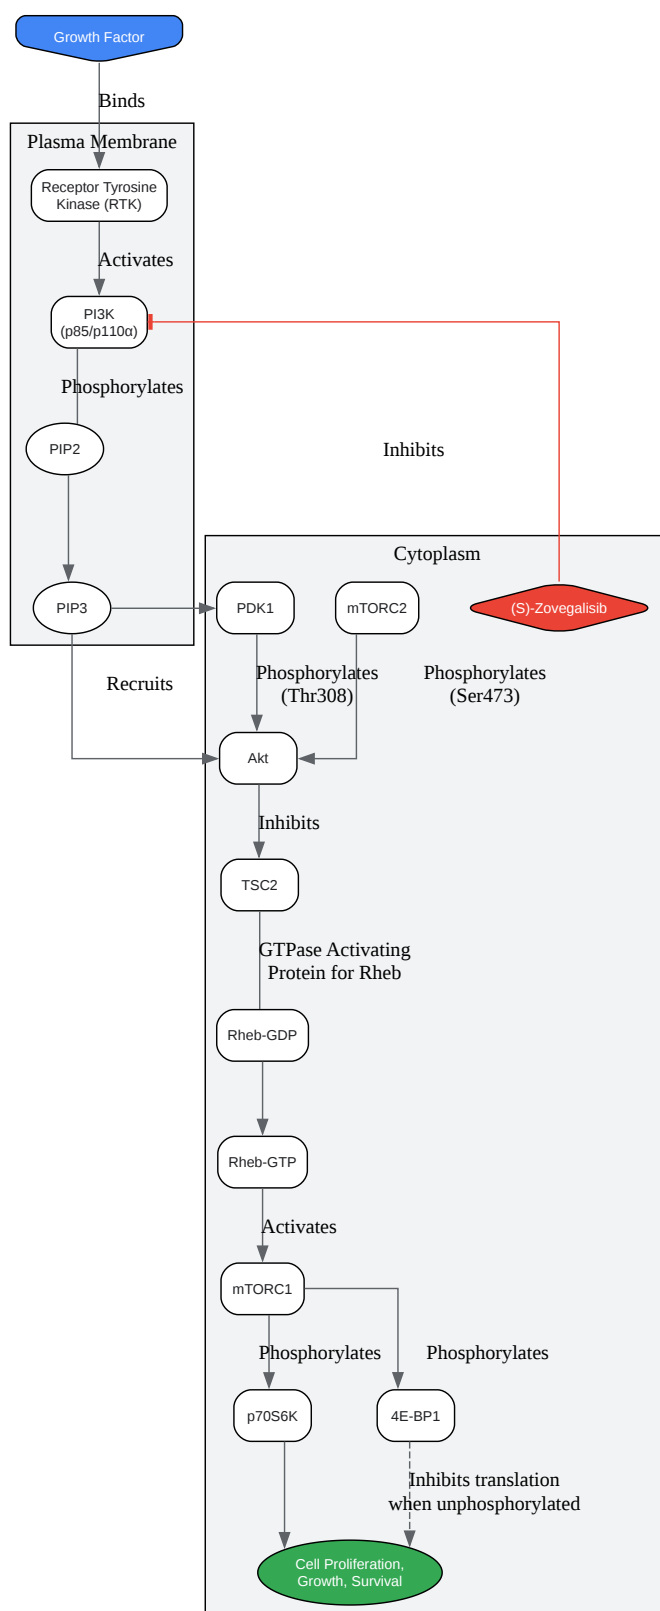 Growth Factor
Binds
Plasma Membrane
Receptor Tyrosine
Kinase (RTK)
Activates
PI3K
(p85/p110α)
Phosphorylates
PIP2
Inhibits
Cytoplasm
PIP3
PDK1
mTORC2
(S)-Zovegalisib
Recruits
Phosphorylates
(Thr308)
Phosphorylates
(Ser473)
Akt
Inhibits
TSC2
GTPase Activating
Protein for Rheb
Rheb-GDP
Rheb-GTP
Activates
mTORC1
Phosphorylates
Phosphorylates
p70S6K
4E-BP1
Inhibits translation
when unphosphorylated
Cell Proliferation,
Growth, Survival